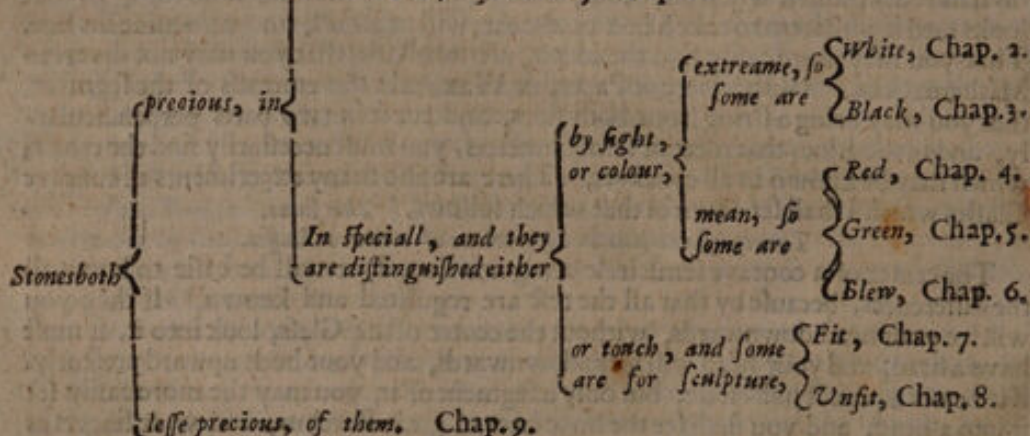 White, Chap. 2.
extreame, ſo
ſome are
precious, in
Black, Chap. 3.
by ſight,
or colour,
Red, Chap. 4.
mean, ſo
ſome are
Green, Chap. 5.
In ſpeciall, and they
are diſtinguiſhed either
Stones both
Blew, Chap. 6.
Fit, Chap. 7.
or touch, and ſome
are for ſculpture,
Unfit, Chap. 8.
leſſe precious, of them. Chap. 9.